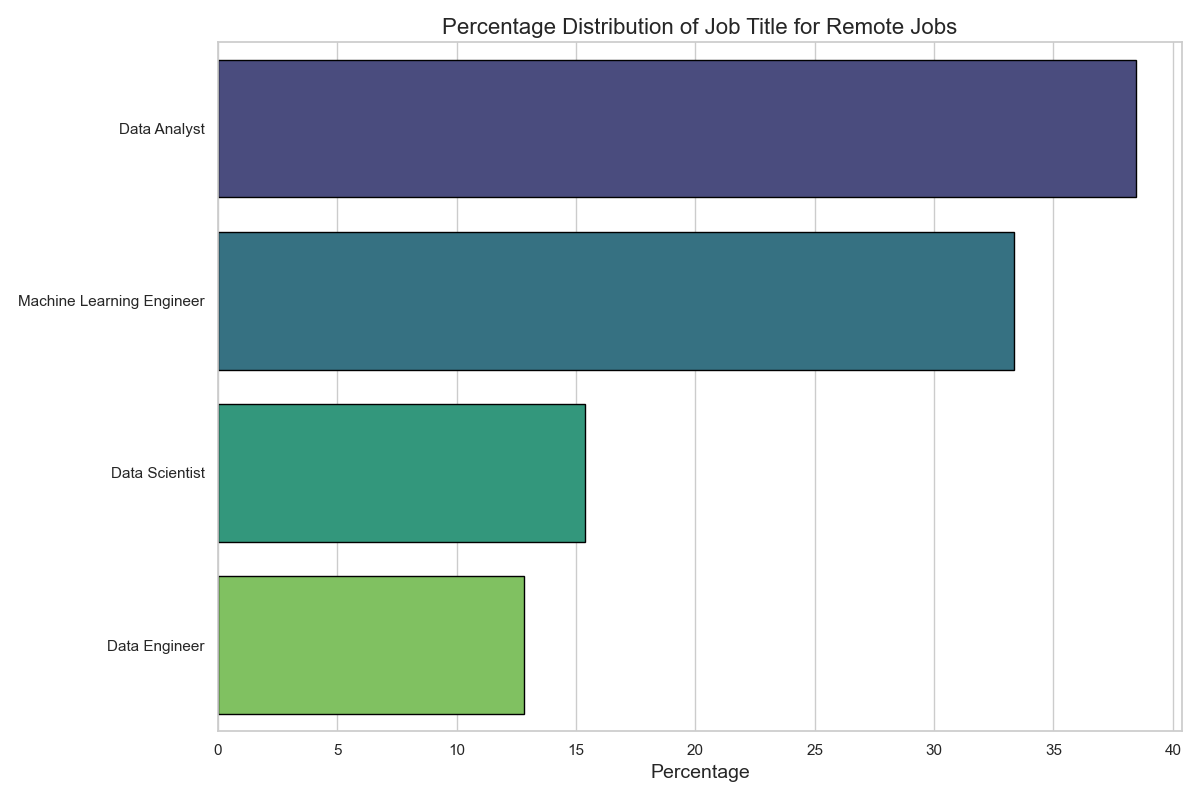 Percentage Distribution of Job Title for Remote Jobs
Data Analyst
Machine Learning Engineer
Data Scientist
Data Engineer
0 5 10 15 20 25 30 35 40
Percentage